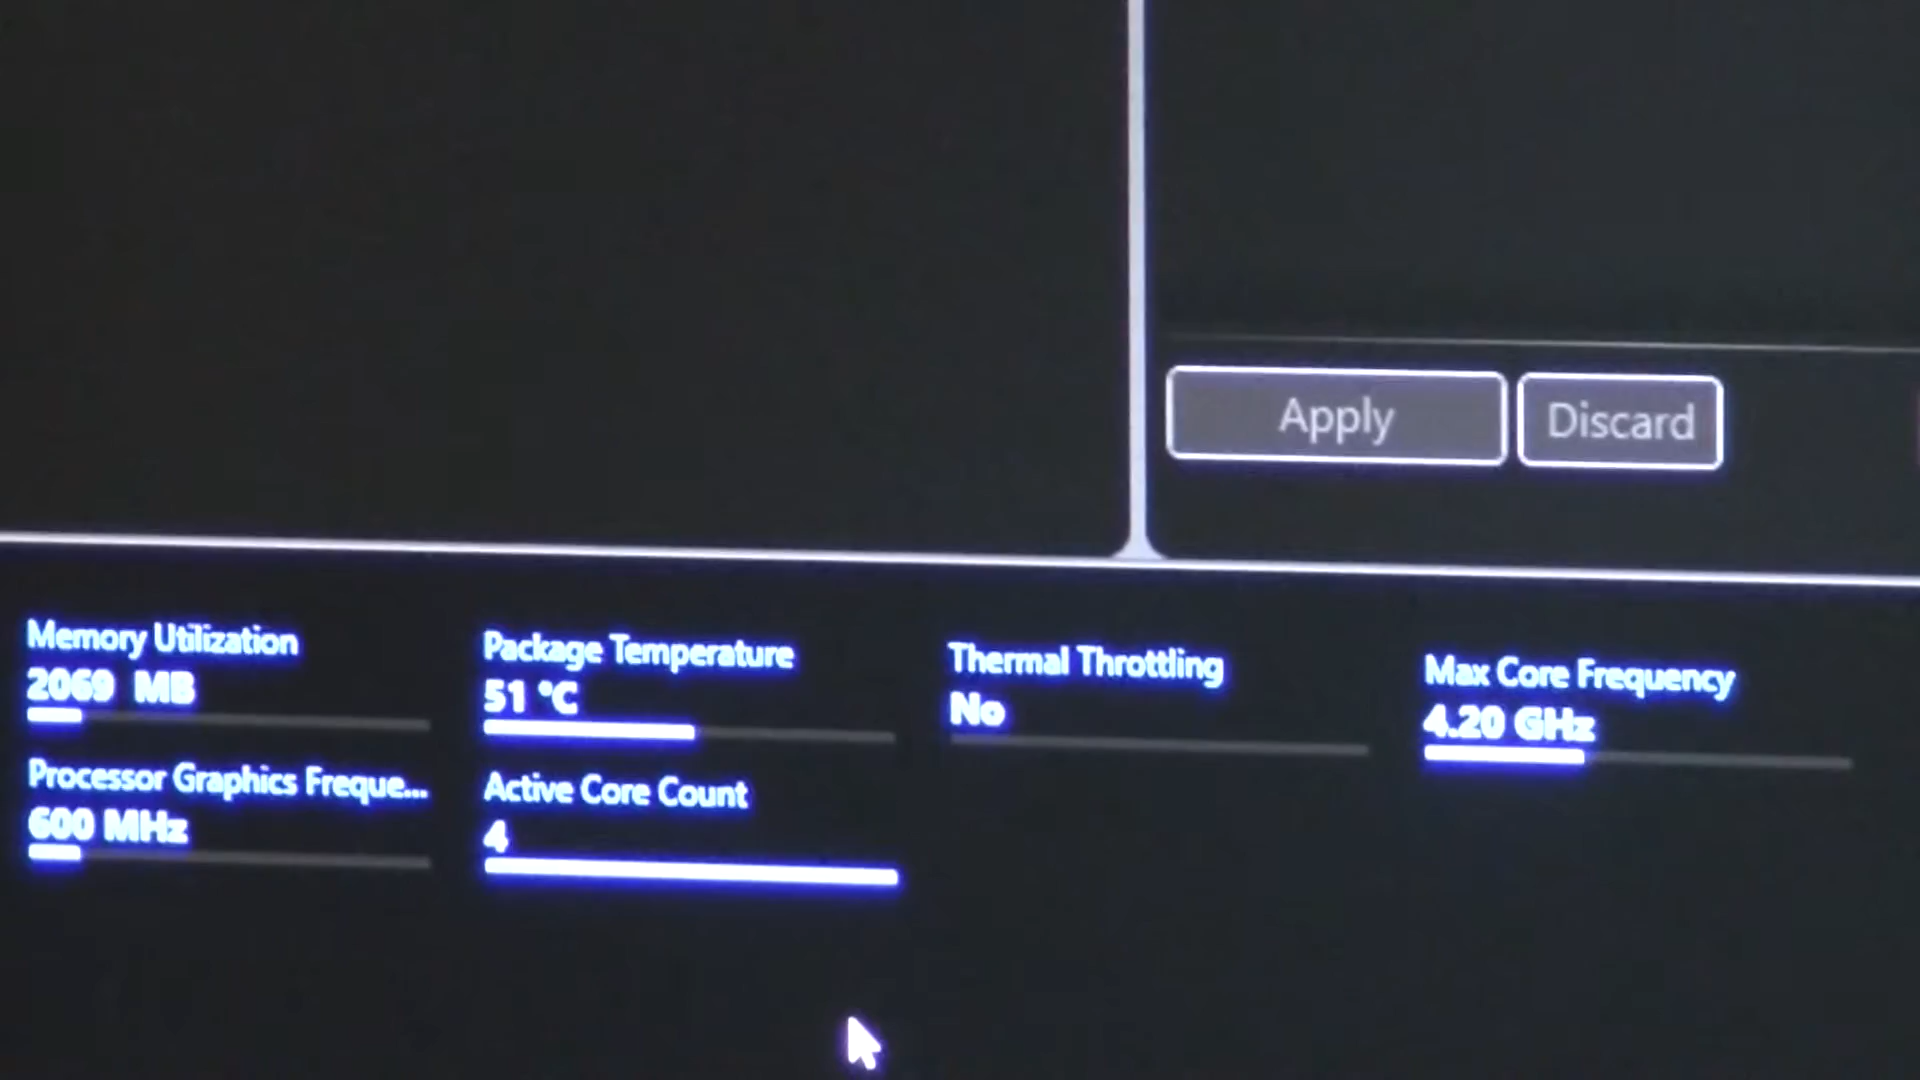 Apply
Discard
Memory Utilization
2069 MB
Package Temperature
51 °C
Thermal Throttling
No
Max Core Frequency
4.20 GHz
Processor Graphics Freque...
600 MHz
Active Core Count
4